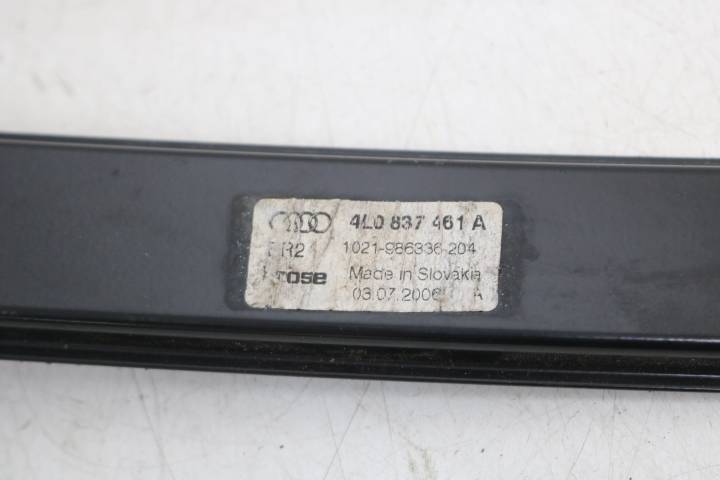 4L0 837 461 A
1021-986336-204
rose Made in Slovakia
03.07.2006 A